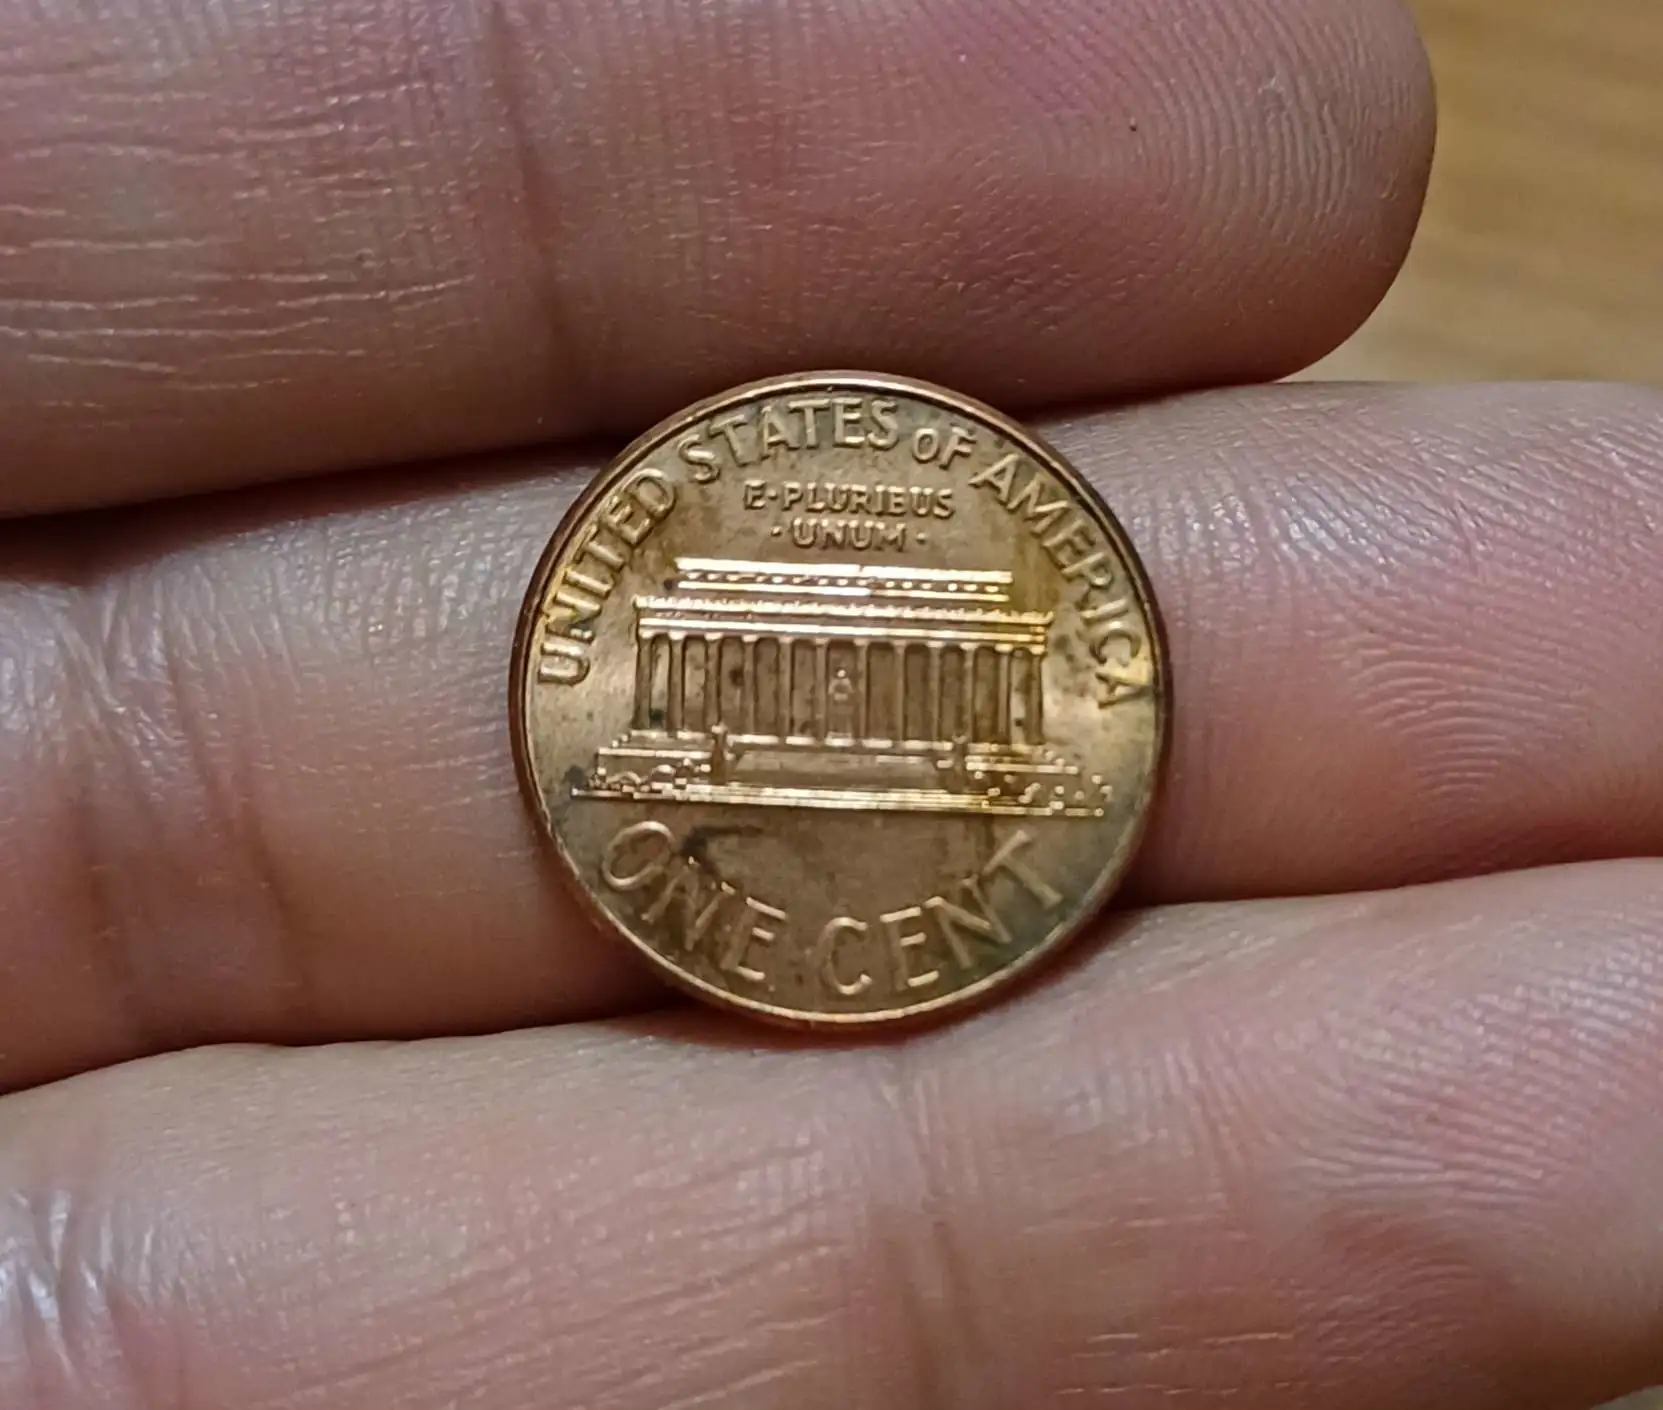 UNITED STATES OF AMERICA
E·PLURIBUS
·UNUM·
ONE CENT